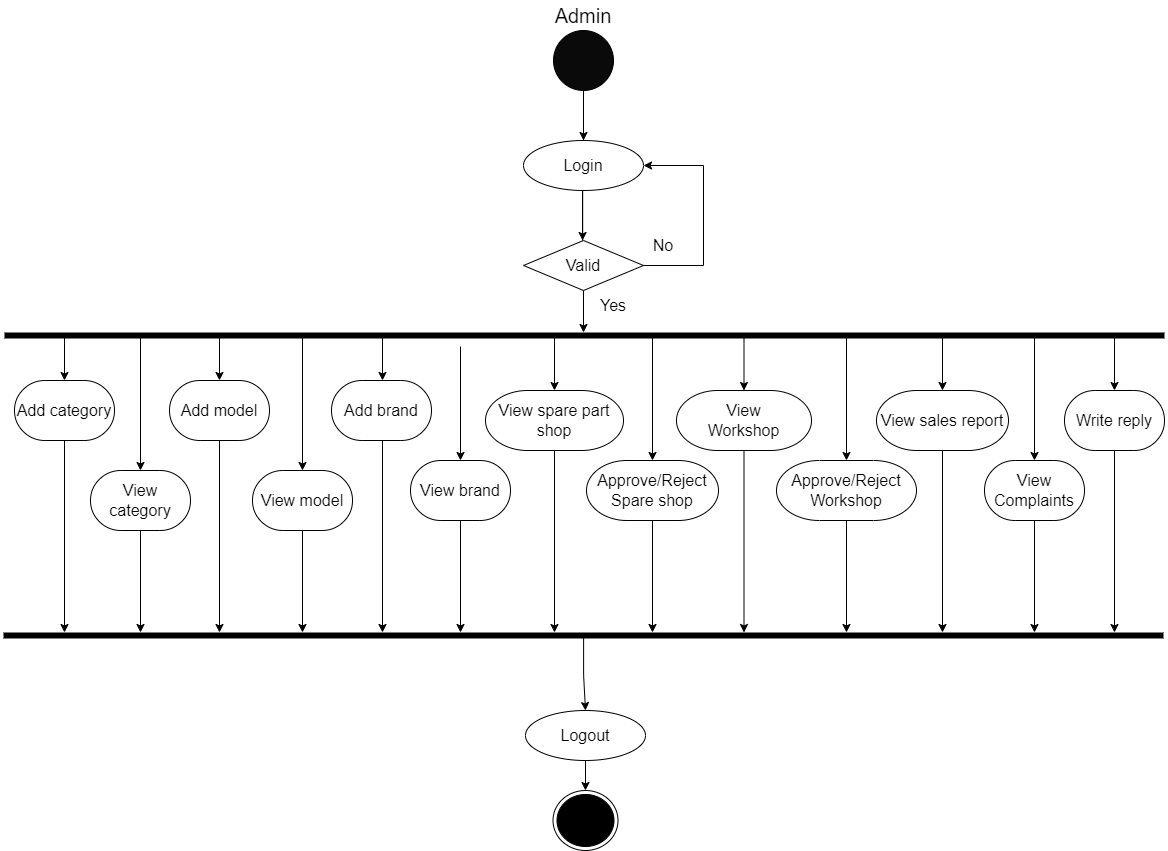 Admin
Login
No
Valid
Yes
Add category
View
category
Add model
View model
Add brand
View brand
View spare part
shop
Approve/Reject
Spare shop
View
Workshop
Approve/Reject
Workshop
View sales report
View
Complaints
Write reply
Logout